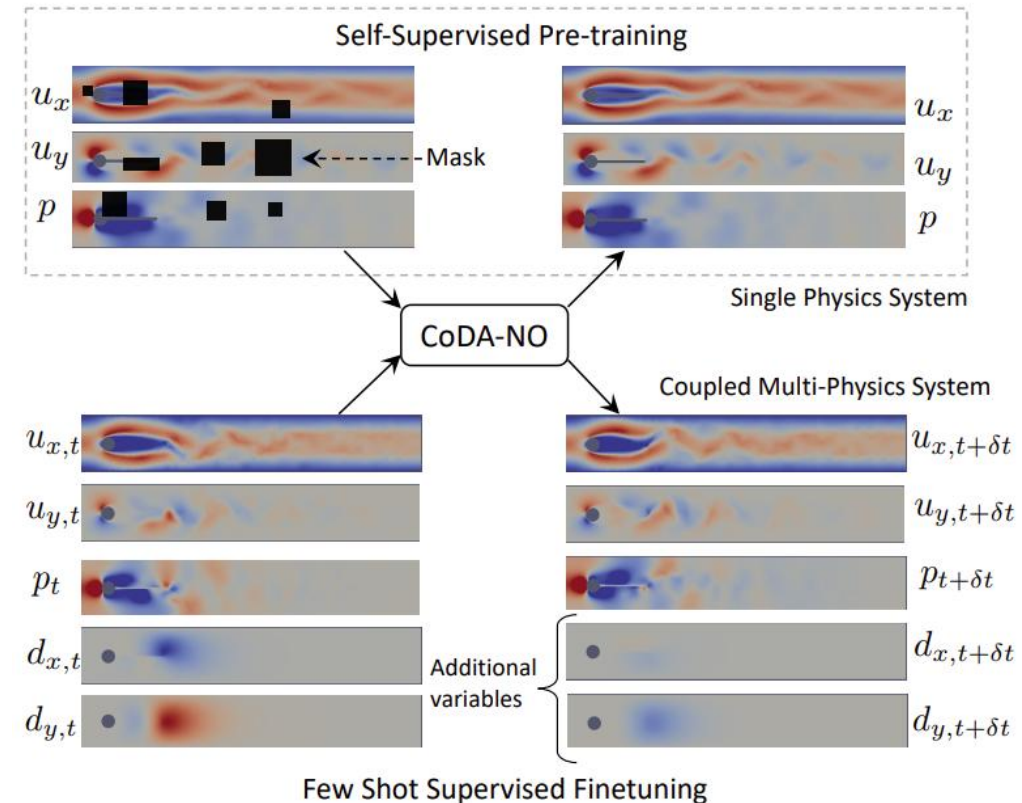 Self-Supervised Pre-training
u_x
u_x
u_y
Mask
u_y
p
p
Single Physics System
CoDA-NO
Coupled Multi-Physics System
u_{x,t}
u_{x,t+δt}
u_{y,t}
u_{y,t+δt}
p_t
p_{t+δt}
d_{x,t}
Additional
variables
d_{x,t+δt}
d_{y,t}
d_{y,t+δt}
Few Shot Supervised Finetuning